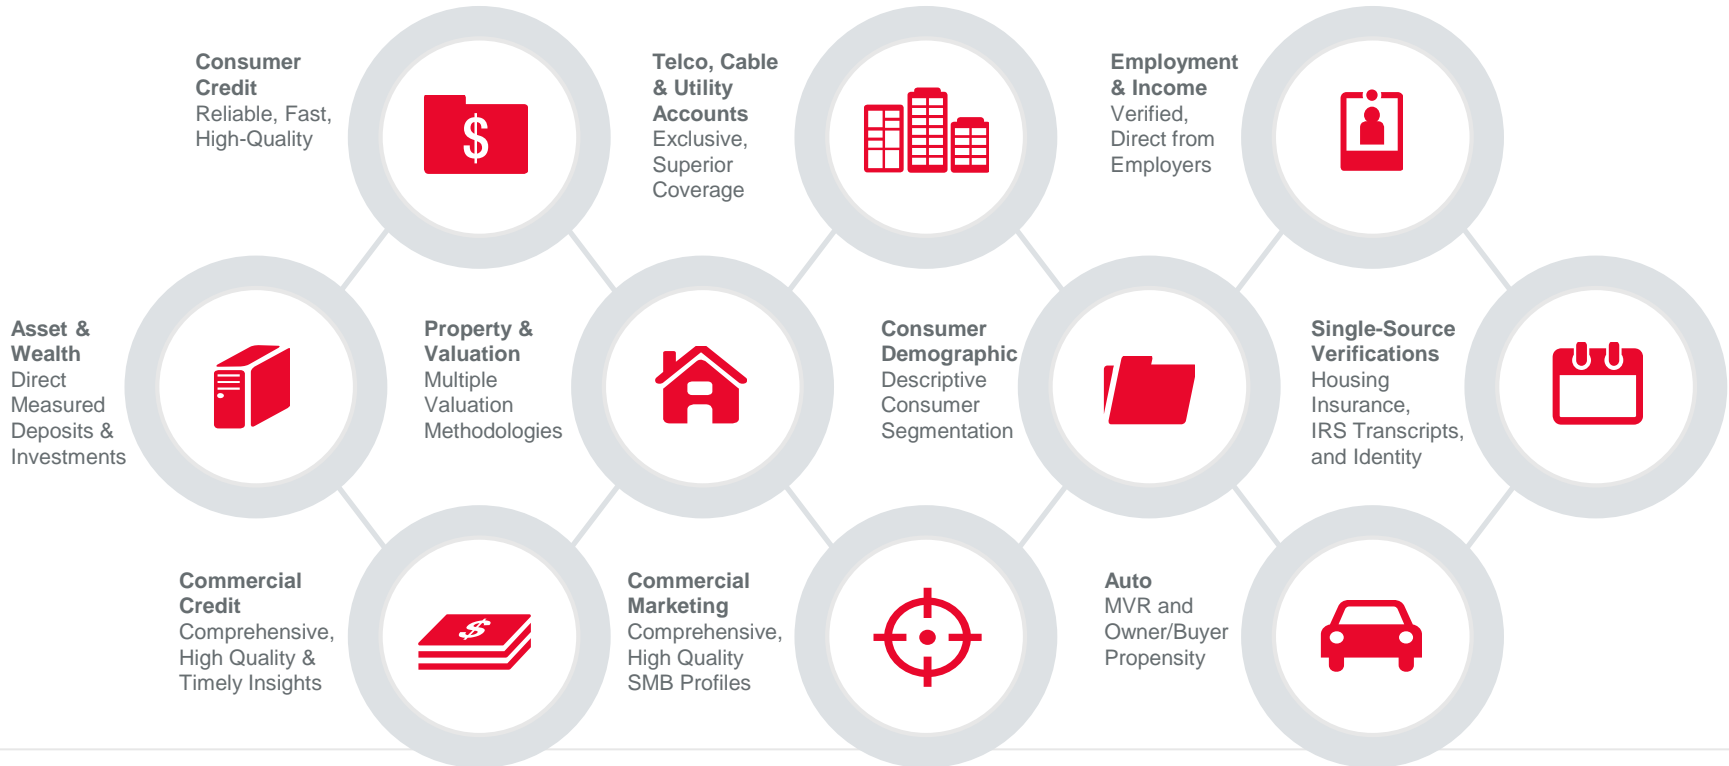 Consumer
Credit
Reliable, Fast,
High-Quality
$
Telco, Cable
& Utility
Accounts
Exclusive,
Superior
Coverage
Employment
& Income
Verified,
Direct from
Employers
Asset &
Wealth
Direct
Measured
Deposits &
Investments
Property &
Valuation
Multiple
Valuation
Methodologies
Consumer
Demographic
Descriptive
Consumer
Segmentation
Single-Source
Verifications
Housing
Insurance,
IRS Transcripts,
and Identity
Commercial
Credit
Comprehensive,
High Quality &
Timely Insights
$
Commercial
Marketing
Comprehensive,
High Quality
SMB Profiles
Auto
MVR and
Owner/Buyer
Propensity